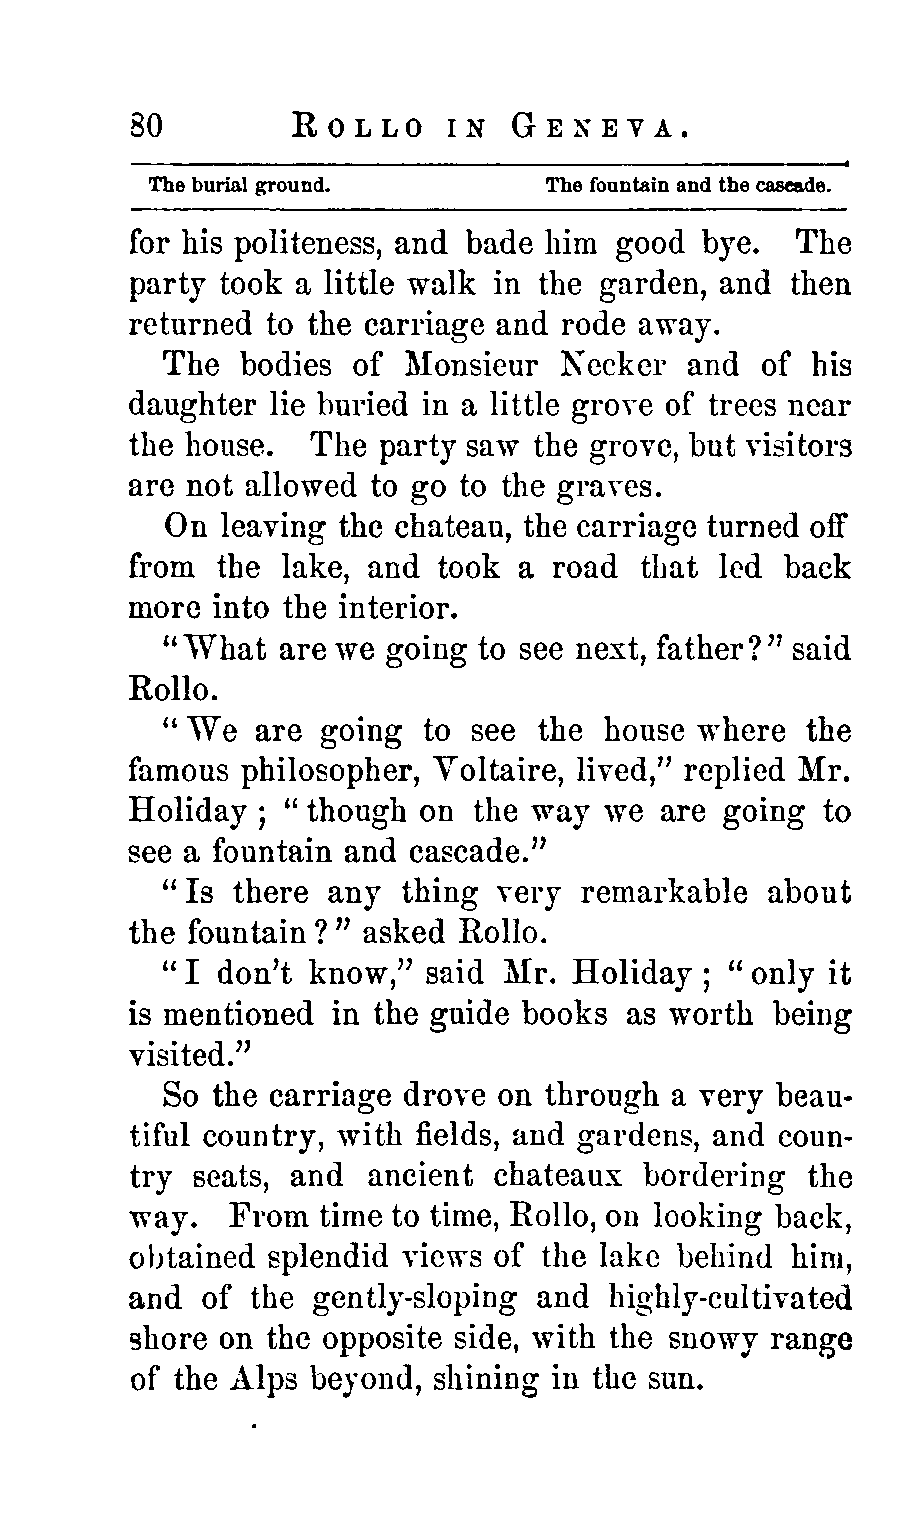 80 ROLLO IN GENEVA.
The burial ground. The fountain and the cascade.
for his politeness, and bade him good bye. The
party took a little walk in the garden, and then
returned to the carriage and rode away.
The bodies of Monsieur Necker and of his
daughter lie buried in a little grove of trees near
the house. The party saw the grove, but visitors
are not allowed to go to the graves.
On leaving the chateau, the carriage turned off
from the lake, and took a road that led back
more into the interior.
"What are we going to see next, father?" said
Rollo.
"We are going to see the house where the
famous philosopher, Voltaire, lived," replied Mr.
Holiday; "though on the way we are going to
see a fountain and cascade."
"Is there any thing very remarkable about
the fountain?" asked Rollo.
"I don't know," said Mr. Holiday; "only it
is mentioned in the guide books as worth being
visited."
So the carriage drove on through a very beau-
tiful country, with fields, and gardens, and coun-
try seats, and ancient chateaux bordering the
way. From time to time, Rollo, on looking back,
obtained splendid views of the lake behind him,
and of the gently-sloping and highly-cultivated
shore on the opposite side, with the snowy range
of the Alps beyond, shining in the sun.